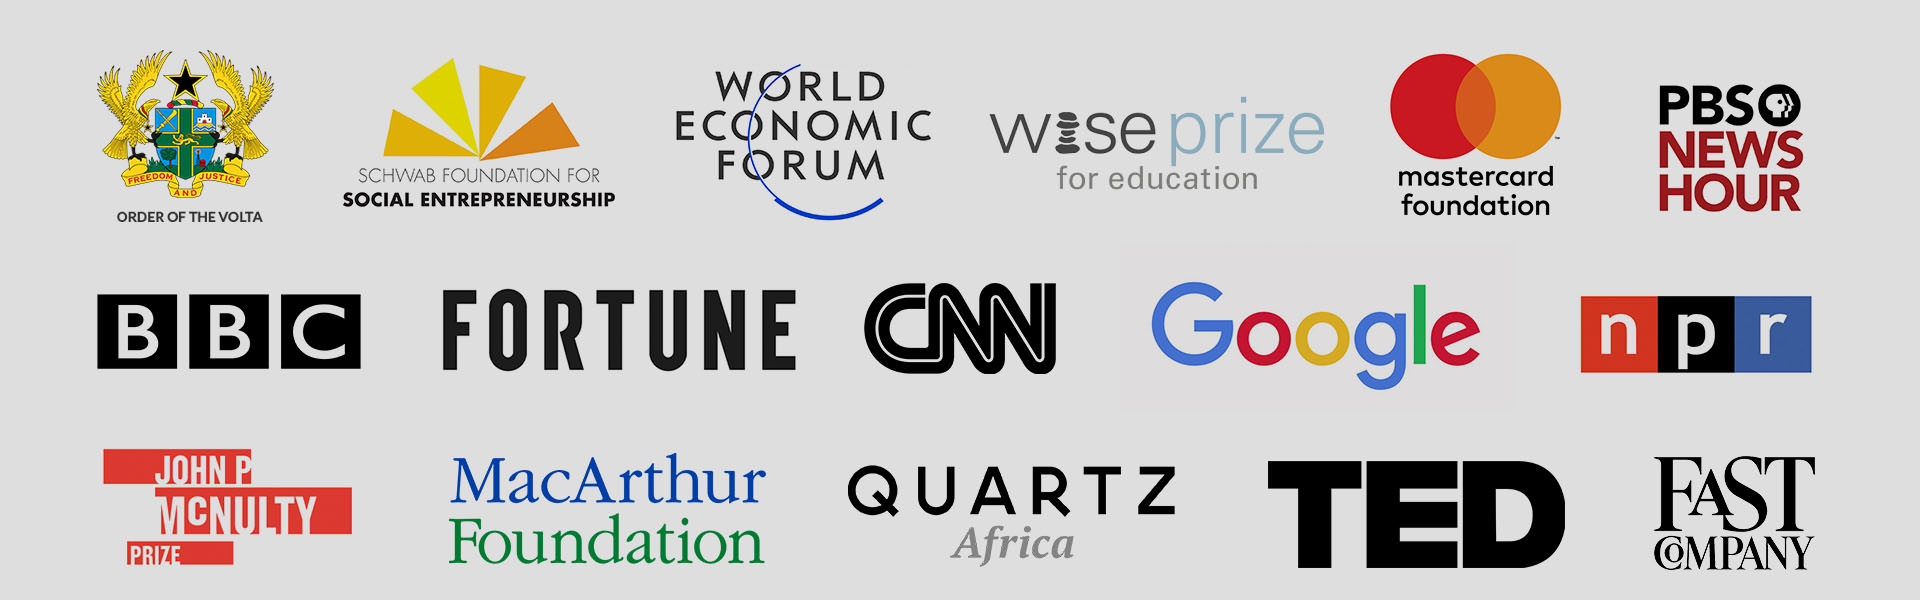 FREEDOM AND JUSTICE
ORDER OF THE VOLTA
SCHWAB FOUNDATION FOR
SOCIAL ENTREPRENEURSHIP
WORLD
ECONOMIC
FORUM
wise prize
for education
mastercard
foundation
PBS
NEWS
HOUR
BBC
FORTUNE
CNN
Google
npr
JOHN P
MCNULTY
PRIZE
MacArthur
Foundation
QUARTZ
Africa
TED
FAST
COMPANY